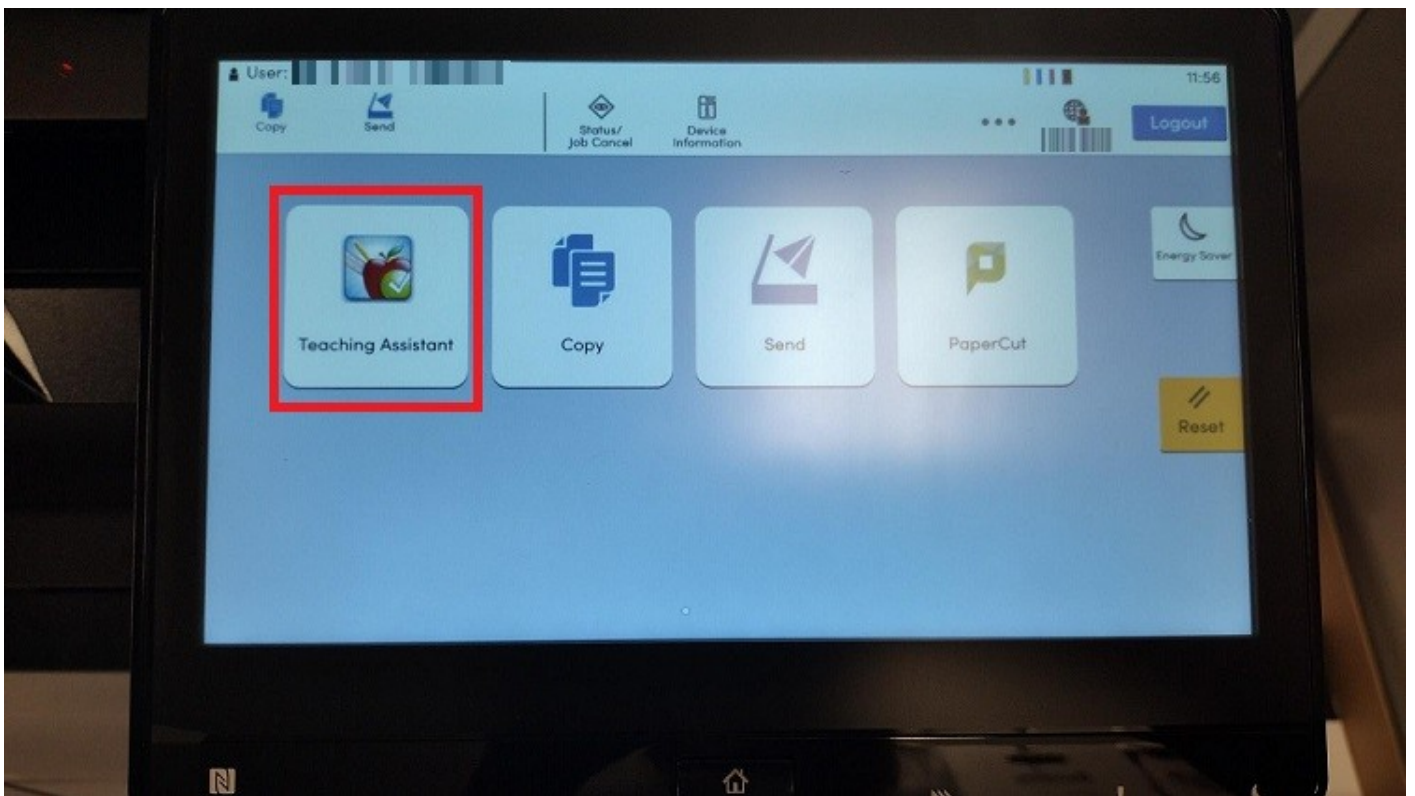 User:
11:56
Copy
Send
Status/
Job Cancel
Device
Information
Logout
Teaching Assistant
Copy
Send
PaperCut
Energy Saver
Reset